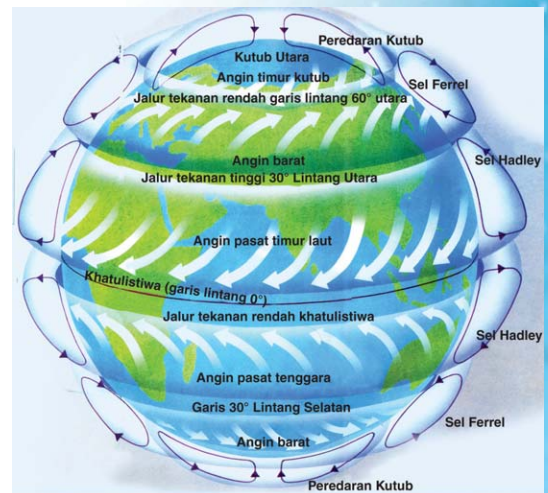 Peredaran Kutub
Kutub Utara
Angin timur kutub
Sel Ferrel
Jalur tekanan rendah garis lintang 60° utara
Angin barat
Sel Hadley
Jalur tekanan tinggi 30° Lintang Utara
Angin pasat timur laut
Khatulistiwa (garis lintang 0°)
Jalur tekanan rendah khatulistiwa
Sel Hadley
Angin pasat tenggara
Garis 30° Lintang Selatan
Sel Ferrel
Angin barat
Peredaran Kutub